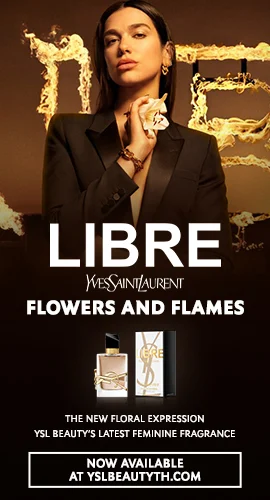 LIBRE
YVESSAINTLAURENT
FLOWERS AND FLAMES
THE NEW FLORAL EXPRESSION
YSL BEAUTY'S LATEST FEMININE FRAGRANCE
NOW AVAILABLE
AT YSLBEAUTYTH.COM